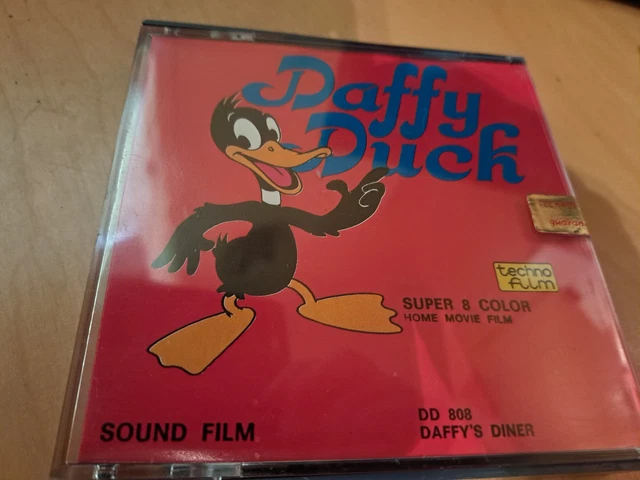 Daffy
Duck
techno
film
SUPER 8 COLOR
HOME MOVIE FILM
SOUND FILM
DD 808
DAFFY'S DINER